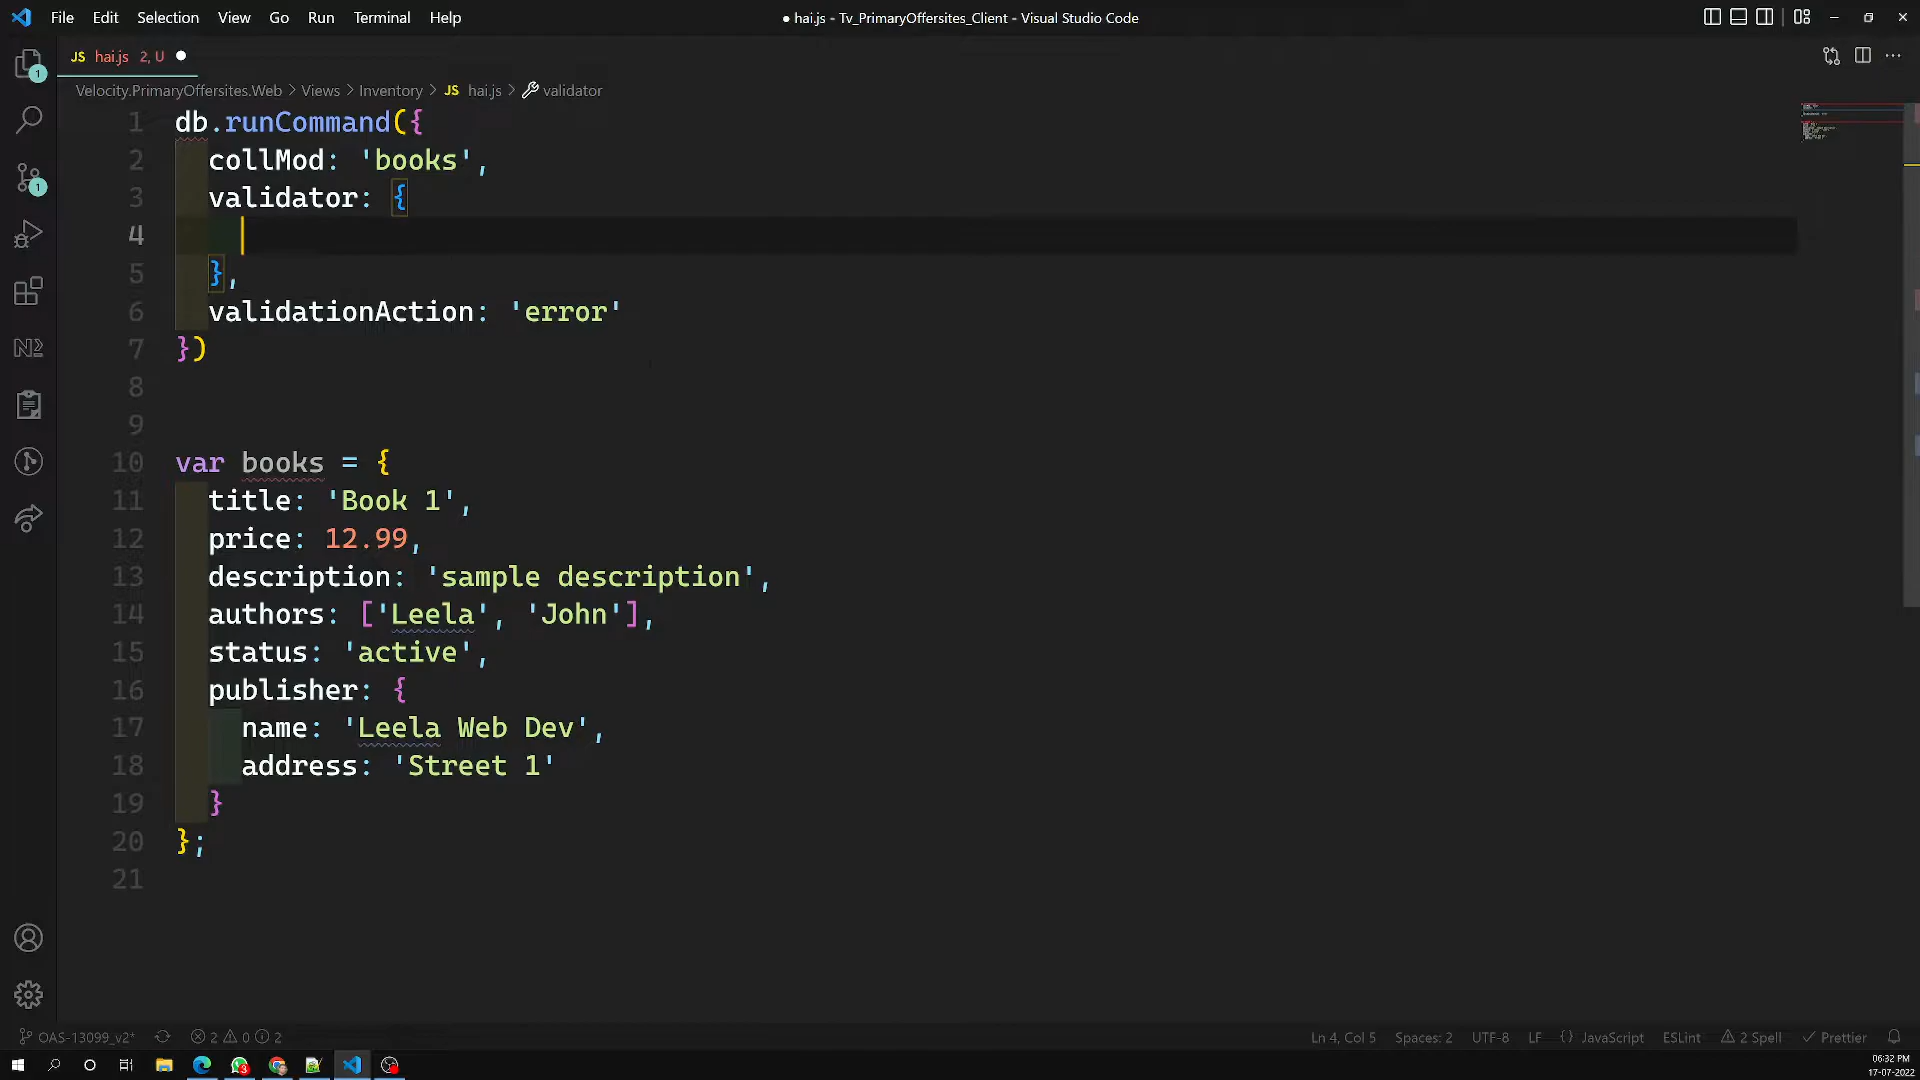 File Edit Selection View Go Run Terminal Help
● hai.js - Tv_PrimaryOffersites_Client - Visual Studio Code
JS hai.js 2, U ●
Velocity.PrimaryOffersites.Web > Views > Inventory > JS hai.js > validator
1 db.runCommand({
2 collMod: 'books',
3 validator: {
4
5 },
6 validationAction: 'error'
7 })
8
9
10 var books = {
11 title: 'Book 1',
12 price: 12.99,
13 description: 'sample description',
14 authors: ['Leela', 'John'],
15 status: 'active',
16 publisher: {
17 name: 'Leela Web Dev',
18 address: 'Street 1'
19 }
20 };
21
1
1
N
OAS-13099_v2* 2 0 2
Ln 4, Col 5 Spaces: 2 UTF-8 LF {} JavaScript ESLint 2 Spell Prettier
3
06:32 PM
17-07-2022